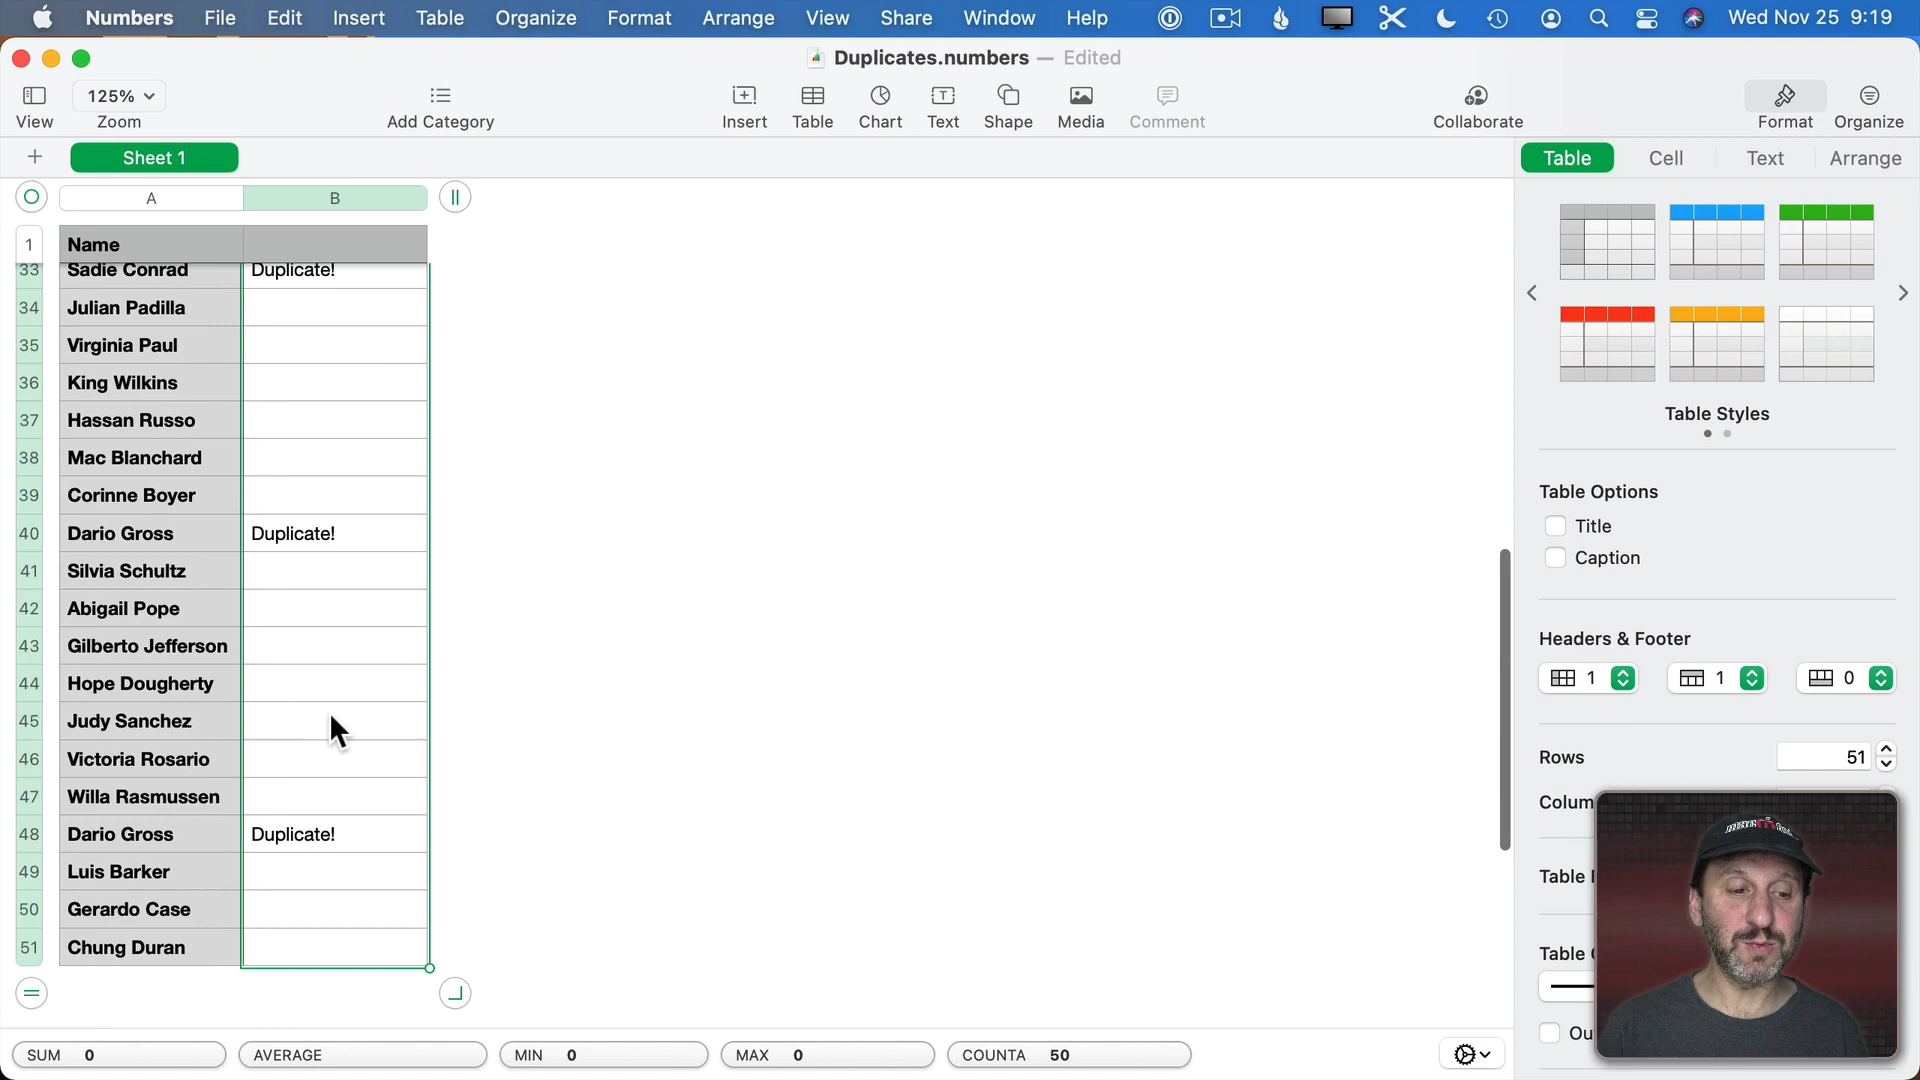 Numbers File Edit Insert Table Organize Format Arrange View Share Window Help Wed Nov 25 9:19
Duplicates.numbers — Edited
125%
View Zoom Add Category Insert Table Chart Text Shape Media Comment Collaborate Format Organize
Sheet 1
Table Cell Text Arrange
A B
1 Name
33 Sadie Conrad Duplicate!
34 Julian Padilla
35 Virginia Paul
36 King Wilkins
37 Hassan Russo
38 Mac Blanchard
39 Corinne Boyer
40 Dario Gross Duplicate!
41 Silvia Schultz
42 Abigail Pope
43 Gilberto Jefferson
44 Hope Dougherty
45 Judy Sanchez
46 Victoria Rosario
47 Willa Rasmussen
48 Dario Gross Duplicate!
49 Luis Barker
50 Gerardo Case
51 Chung Duran
Table Styles
Table Options
Title
Caption
Headers & Footer
1 1 0
Rows 51
Colum
Table
Table
Ou
SUM 0 AVERAGE MIN 0 MAX 0 COUNTA 50